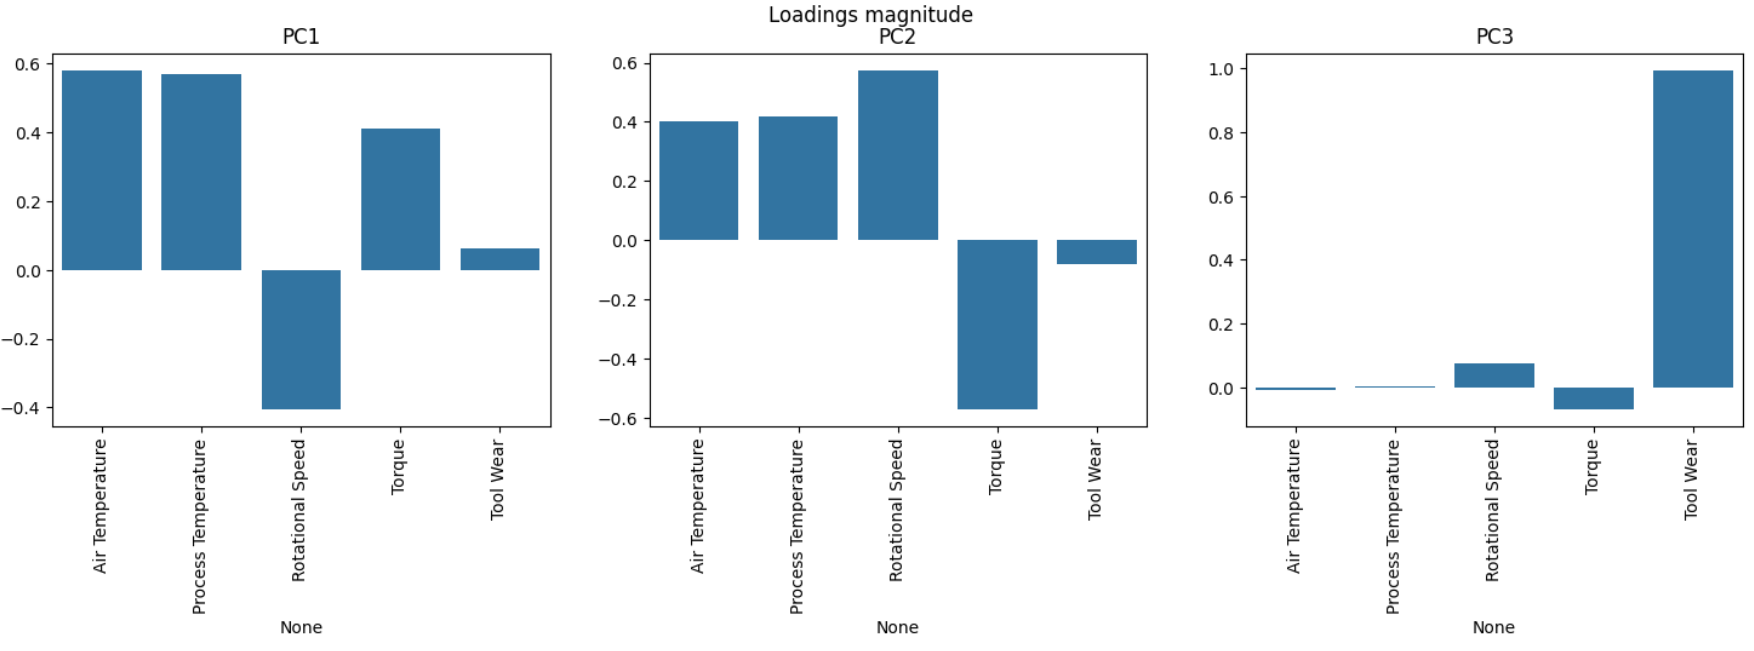 Loadings magnitude
PC1
0.6
0.4
0.2
0.0
−0.2
−0.4
Air Temperature
Process Temperature
Rotational Speed
Torque
Tool Wear
None
PC2
0.6
0.4
0.2
0.0
−0.2
−0.4
−0.6
Air Temperature
Process Temperature
Rotational Speed
Torque
Tool Wear
None
PC3
1.0
0.8
0.6
0.4
0.2
0.0
Air Temperature
Process Temperature
Rotational Speed
Torque
Tool Wear
None